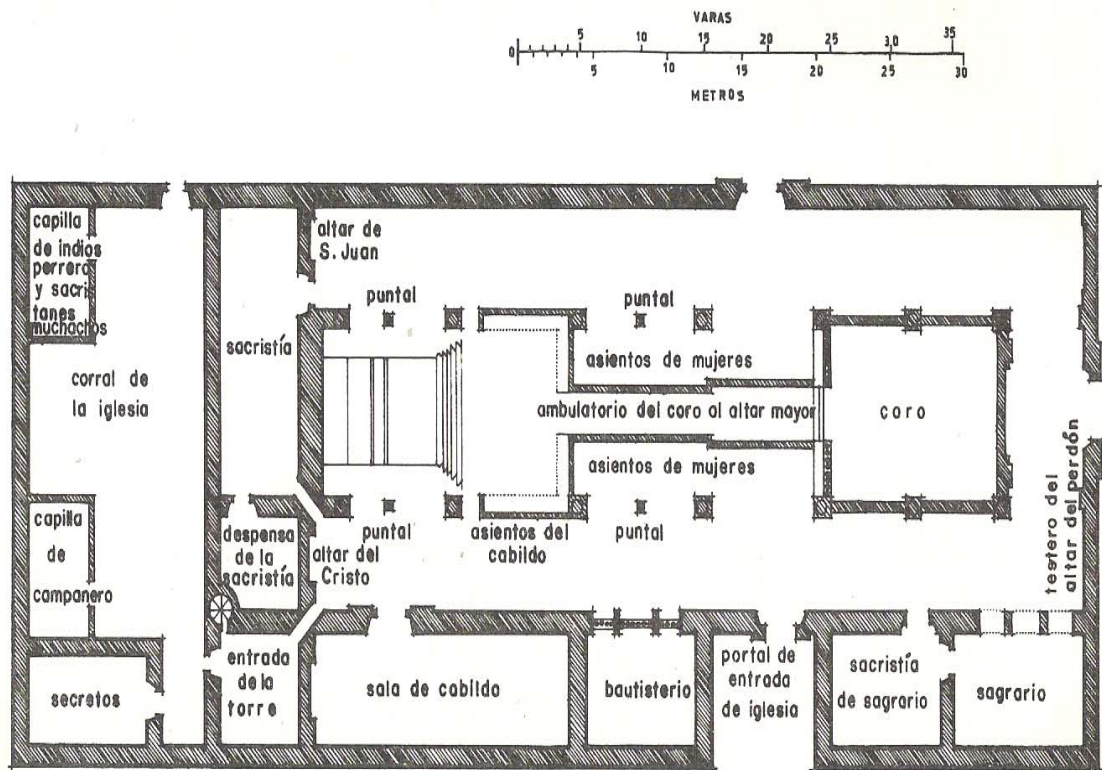 VARAS
5 10 15 20 25 3,0 35
0
5 10 15 20 25 30
METROS
capilla
de indios
perrera
y sacris
tanes
muchachos
corral de
la iglesia
capilla
de
campanero
secretos
sacristía
despensa
de la
sacristía
entrada
de la
torre
altar de
S. Juan
puntal
puntal
asientos de mujeres
ambulatorio del coro al altar mayor
asientos de mujeres
coro
puntal
asientos del
cabildo
puntal
altar del
Cristo
testero del
altar del perdón
sala de cabildo
bautisterio
portal de
entrada
de iglesia
sacristía
de sagrario
sagrario